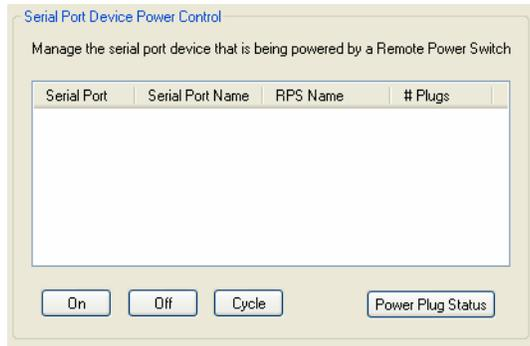 Serial Port Device Power Control
Manage the serial port device that is being powered by a Remote Power Switch
Serial Port Serial Port Name RPS Name # Plugs
On Off Cycle Power Plug Status